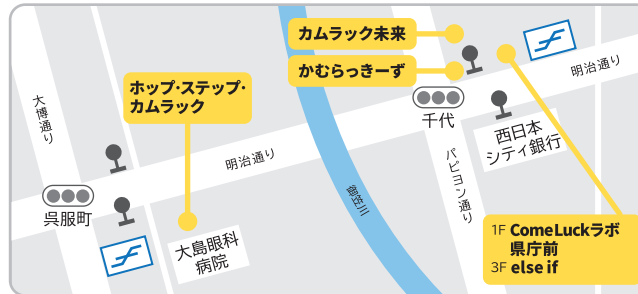 カムラック未来
かむらっきーず
ホップ・ステップ・
カムラック
大博通り
明治通り
千代
西日本
シティ銀行
明治通り
御笠川
パピヨン通り
呉服町
大島眼科
病院
1F ComeLuckラボ
県庁前
3F else if